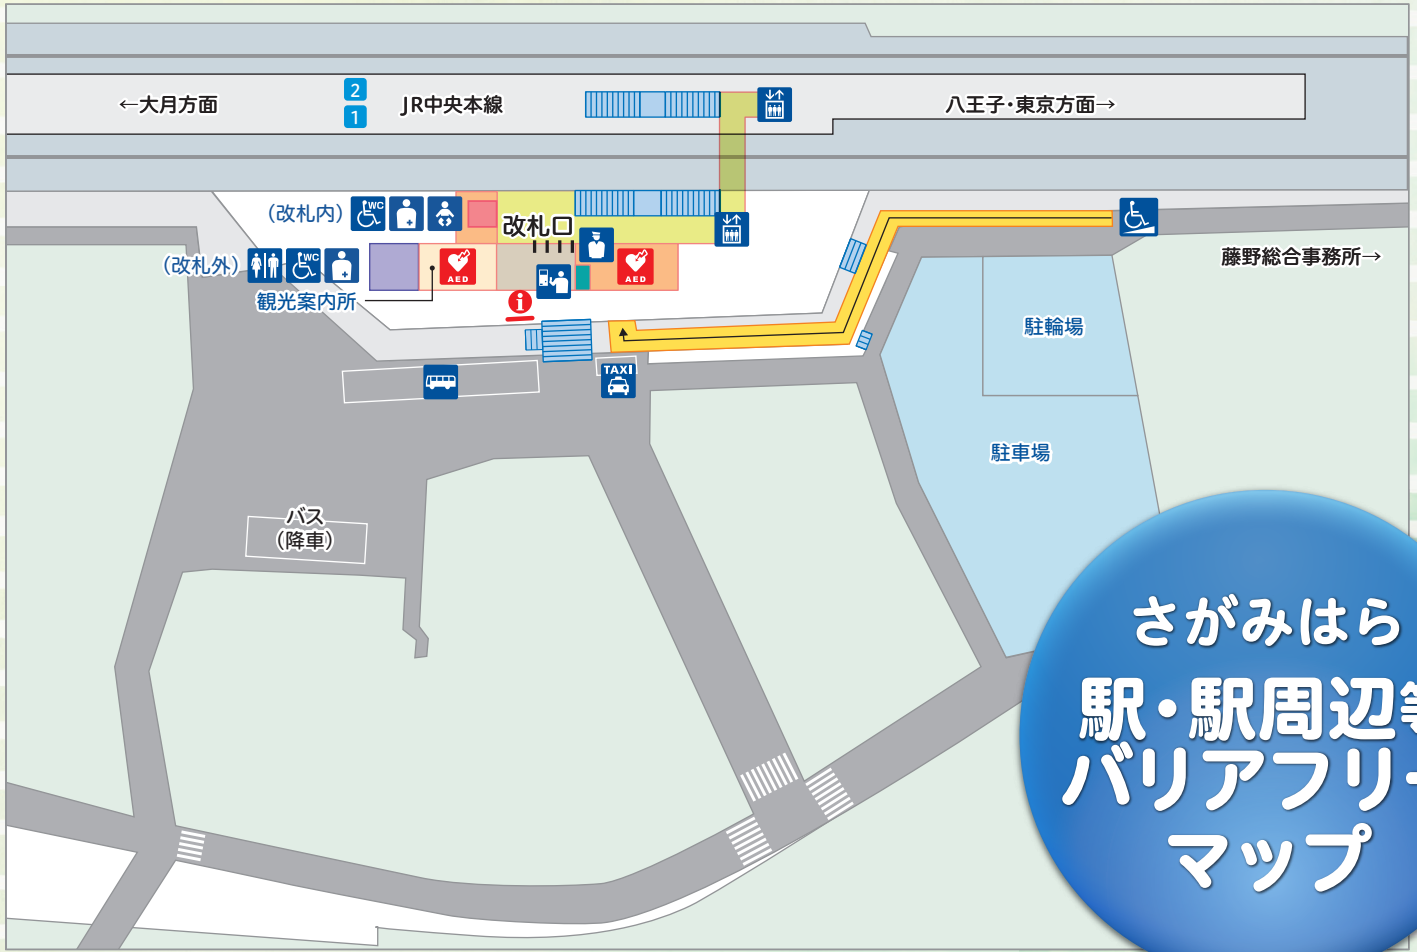 ←大月方面
2
1
JR中央本線
八王子・東京方面→
(改札内)
WC
改札口
(改札外)
WC
AED
AED
観光案内所
i
藤野総合事務所→
駐輪場
TAXI
駐車場
バス
(降車)
さがみはら
駅・駅周辺等
バリアフリー
マップ